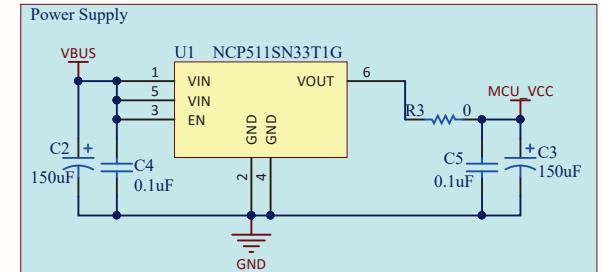 Power Supply
VBUS
U1 NCP511SN33T1G
1 VIN VOUT 6
5 VIN
3 EN
GND
GND
2
4
R3 0
MCU_VCC
C2 +
150uF
C4
0.1uF
C5
0.1uF
+ C3
150uF
GND